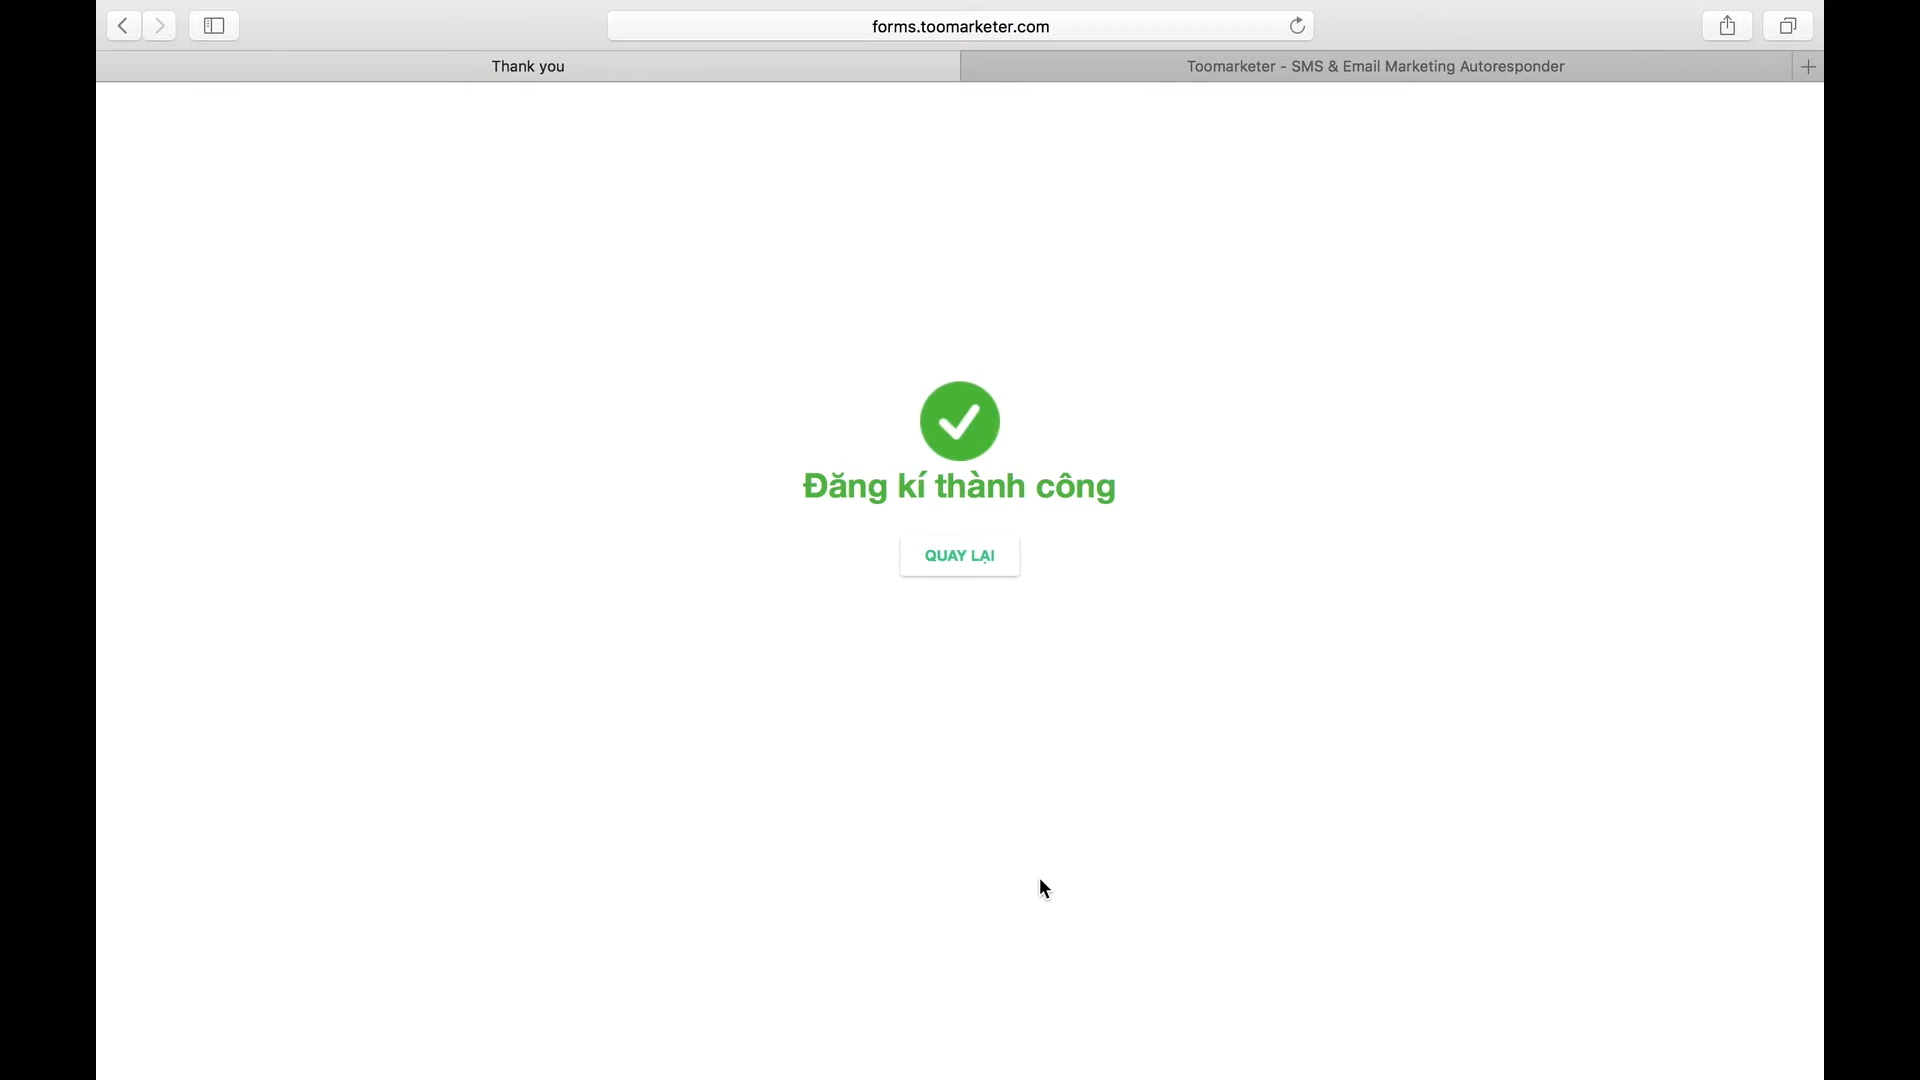 forms.toomarketer.com
Thank you
Toomarketer - SMS & Email Marketing Autoresponder
Đăng kí thành công
QUAY LẠI